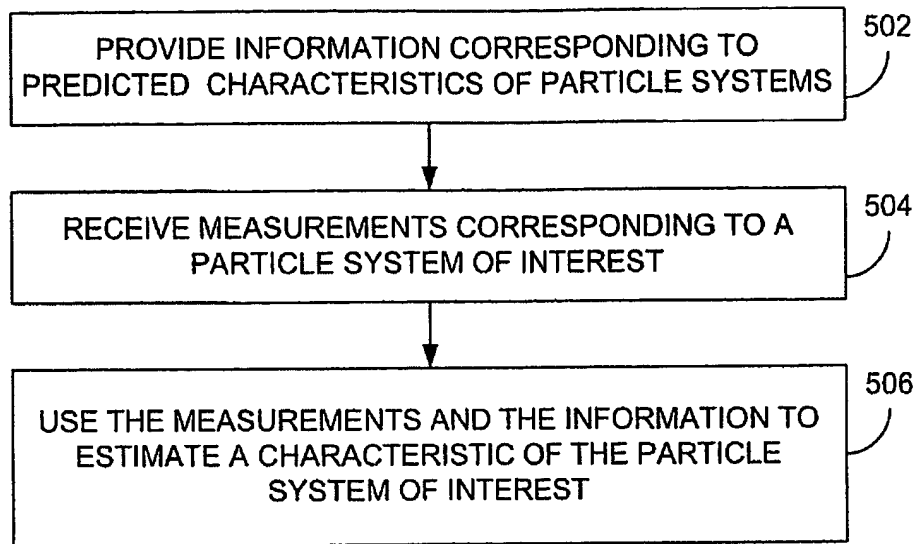 PROVIDE INFORMATION CORRESPONDING TO
PREDICTED CHARACTERISTICS OF PARTICLE SYSTEMS
502
RECEIVE MEASUREMENTS CORRESPONDING TO A
PARTICLE SYSTEM OF INTEREST
504
USE THE MEASUREMENTS AND THE INFORMATION TO
ESTIMATE A CHARACTERISTIC OF THE PARTICLE
SYSTEM OF INTEREST
506